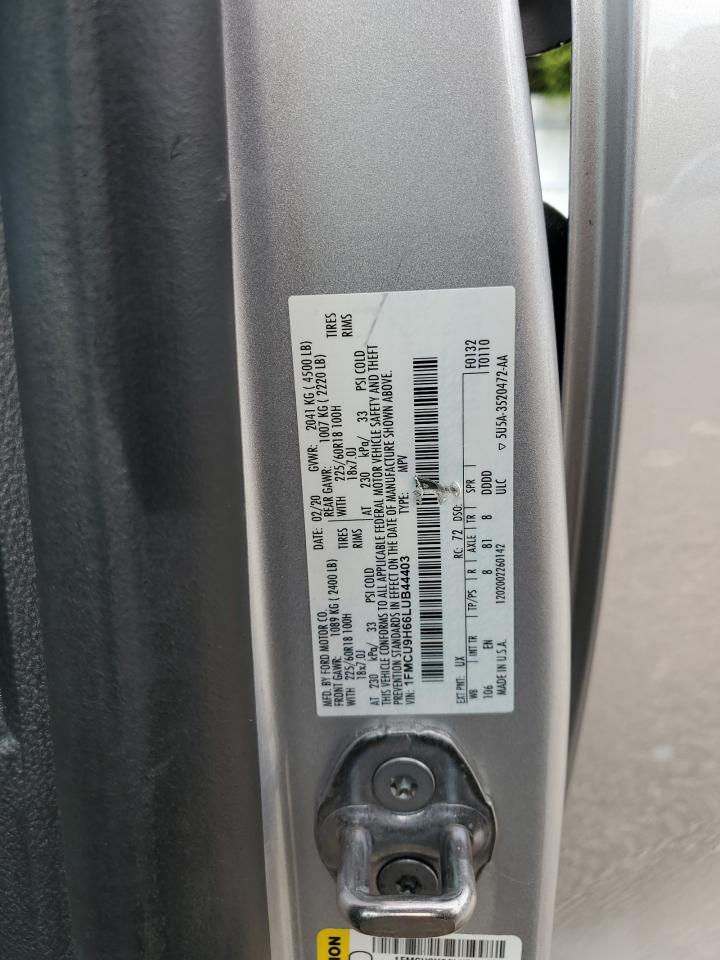 MFD. BY FORD MOTOR CO.
DATE: 02/20 GVWR: 2041 KG ( 4500 LB)
FRONT GAWR: 1089 KG ( 2400 LB) REAR GAWR: 1007 KG ( 2220 LB)
WITH 225/60R18 100H TIRES WITH 225/60R18 100H TIRES
18x7.0J RIMS 18x7.0J RIMS
AT 230 kPa/ 33 PSI COLD AT 230 kPa/ 33 PSI COLD
THIS VEHICLE CONFORMS TO ALL APPLICABLE FEDERAL MOTOR VEHICLE SAFETY AND THEFT
PREVENTION STANDARDS IN EFFECT ON THE DATE OF MANUFACTURE SHOWN ABOVE.
VIN: 1FMCU9H66LUB44403 TYPE: MPV
EXT PNT: UX RC: 72 DSO:
WB INT TR TP/PS R AXLE TR SPR F0132
106 EN 8 81 8 DDDD T0110
MADE IN U.S.A. 1202002260142 ULC ▽ 5U5A-3520472-AA